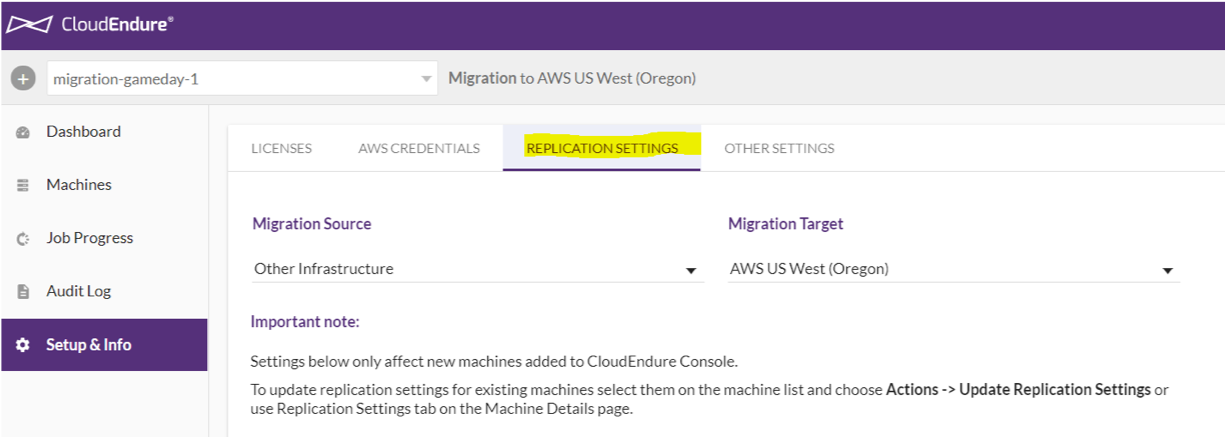 CloudEndure®
migration-gameday-1
Migration to AWS US West (Oregon)
Dashboard
Machines
Job Progress
Audit Log
Setup & Info
LICENSES
AWS CREDENTIALS
REPLICATION SETTINGS
OTHER SETTINGS
Migration Source
Migration Target
Other Infrastructure
AWS US West (Oregon)
Important note:
Settings below only affect new machines added to CloudEndure Console.
To update replication settings for existing machines select them on the machine list and choose Actions -> Update Replication Settings or
use Replication Settings tab on the Machine Details page.